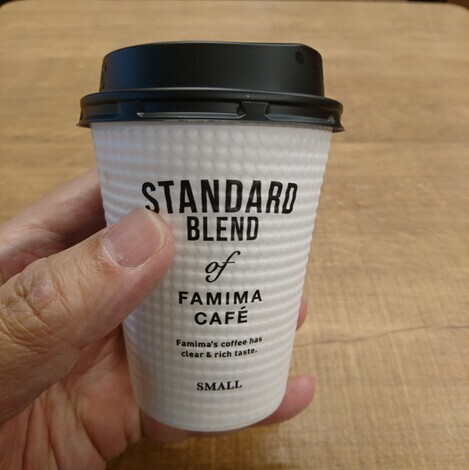 STANDARD
BLEND
of
FAMIMA
CAFÉ
Famima's coffee has
clear & rich taste.
SMALL